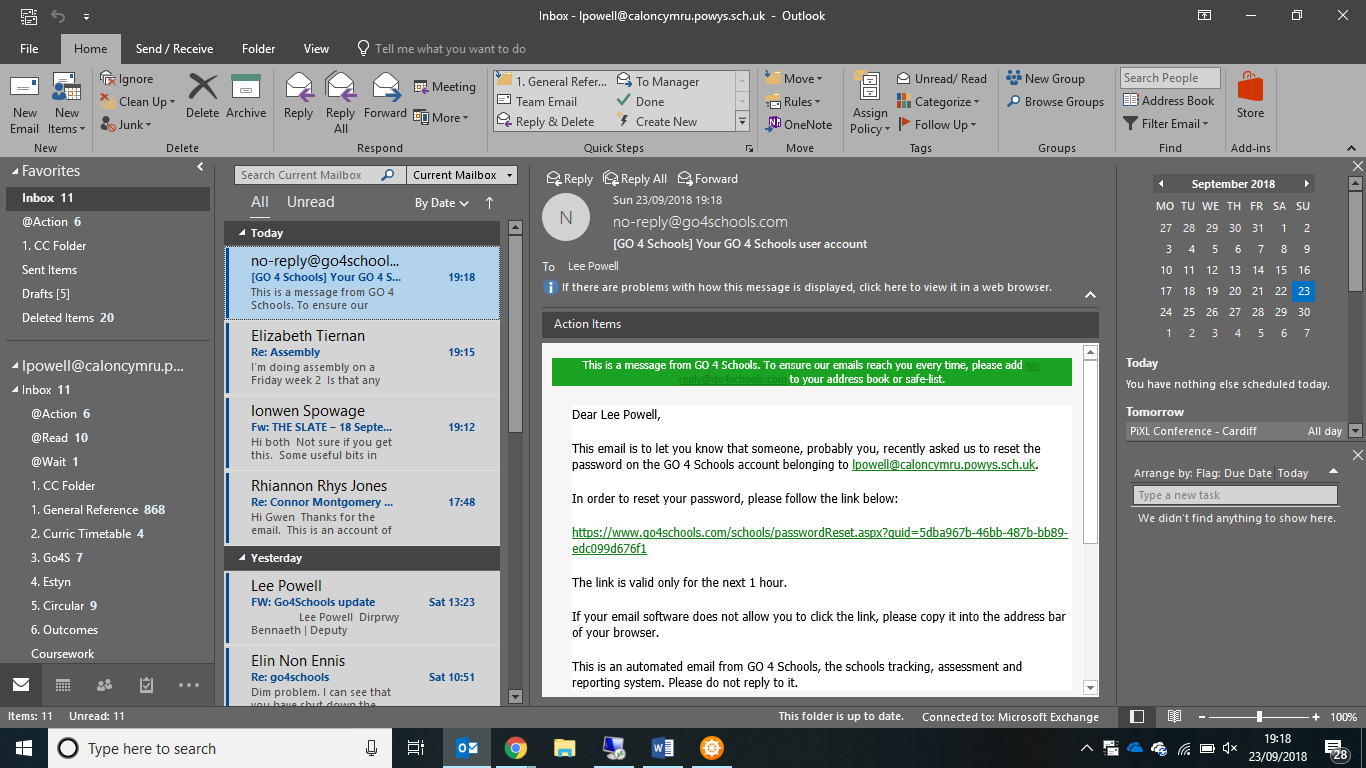 Inbox - lpowell@caloncymru.powys.sch.uk - Outlook
File Home Send / Receive Folder View Tell me what you want to do
New Email
New Items
New
Ignore
Clean Up
Junk
Delete
Archive
Delete
Reply
Reply All
Forward
Meeting
More
Respond
1. General Refer...
Team Email
Reply & Delete
To Manager
Done
Create New
Quick Steps
Move
Rules
OneNote
Move
Assign Policy
Unread/ Read
Categorize
Follow Up
Tags
New Group
Browse Groups
Groups
Search People
Address Book
Filter Email
Find
Store
Add-ins
Favorites
Inbox 11
@Action 6
1. CC Folder
Sent Items
Drafts [5]
Deleted Items 20
lpowell@caloncymru.p...
Inbox 11
@Action 6
@Read 10
@Wait 1
1. CC Folder
1. General Reference 868
2. Curric Timetable 4
3. Go4S 7
4. Estyn
5. Circular 9
6. Outcomes
Coursework
Search Current Mailbox Current Mailbox
All Unread By Date
Today
no-reply@go4school...
[GO 4 Schools] Your GO 4 S... 19:18
This is a message from GO 4
Schools. To ensure our
Elizabeth Tiernan
Re: Assembly 19:15
I'm doing assembly on a
Friday week 2 Is that any
Ionwen Spowage
Fw: THE SLATE – 18 Septe... 19:12
Hi both Not sure if you get
this. Some useful bits in
Rhiannon Rhys Jones
Re: Connor Montgomery ... 17:48
Hi Gwen Thanks for the
email. This is an account of
Yesterday
Lee Powell
FW: Go4Schools update Sat 13:23
Lee Powell Dirprwy
Bennaeth | Deputy
Elin Non Ennis
Re: go4schools Sat 10:51
Dim problem. I can see that
you have shut down the
Reply Reply All Forward
N
Sun 23/09/2018 19:18
no-reply@go4schools.com
[GO 4 Schools] Your GO 4 Schools user account
To Lee Powell
If there are problems with how this message is displayed, click here to view it in a web browser.
Action Items
This is a message from GO 4 Schools. To ensure our emails reach you every time, please add no-
reply@go4schools.com to your address book or safe-list.
Dear Lee Powell,
This email is to let you know that someone, probably you, recently asked us to reset the
password on the GO 4 Schools account belonging to lpowell@caloncymru.powys.sch.uk.
In order to reset your password, please follow the link below:
https://www.go4schools.com/schools/passwordReset.aspx?guid=5dba967b-46bb-487b-bb89-
edc099d676f1
The link is valid only for the next 1 hour.
If your email software does not allow you to click the link, please copy it into the address bar
of your browser.
This is an automated email from GO 4 Schools, the schools tracking, assessment and
reporting system. Please do not reply to it.
September 2018
MO TU WE TH FR SA SU
27 28 29 30 31 1 2
3 4 5 6 7 8 9
10 11 12 13 14 15 16
17 18 19 20 21 22 23
24 25 26 27 28 29 30
1 2 3 4 5 6 7
Today
You have nothing else scheduled today.
Tomorrow
PiXL Conference - Cardiff All day
Arrange by: Flag: Due Date Today
Type a new task
We didn't find anything to show here.
Items: 11 Unread: 11 This folder is up to date. Connected to: Microsoft Exchange 100%
Type here to search
19:18
23/09/2018
28